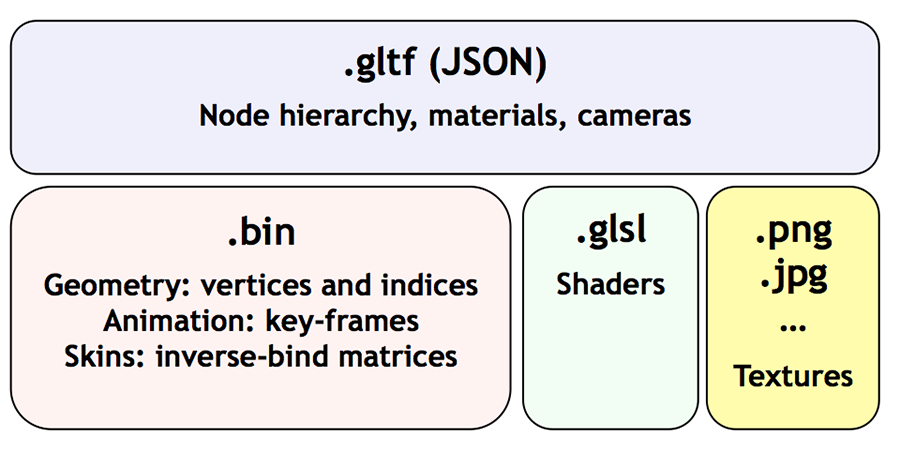 .gltf (JSON)
Node hierarchy, materials, cameras
.bin
Geometry: vertices and indices
Animation: key-frames
Skins: inverse-bind matrices
.glsl
Shaders
.png
.jpg
...
Textures